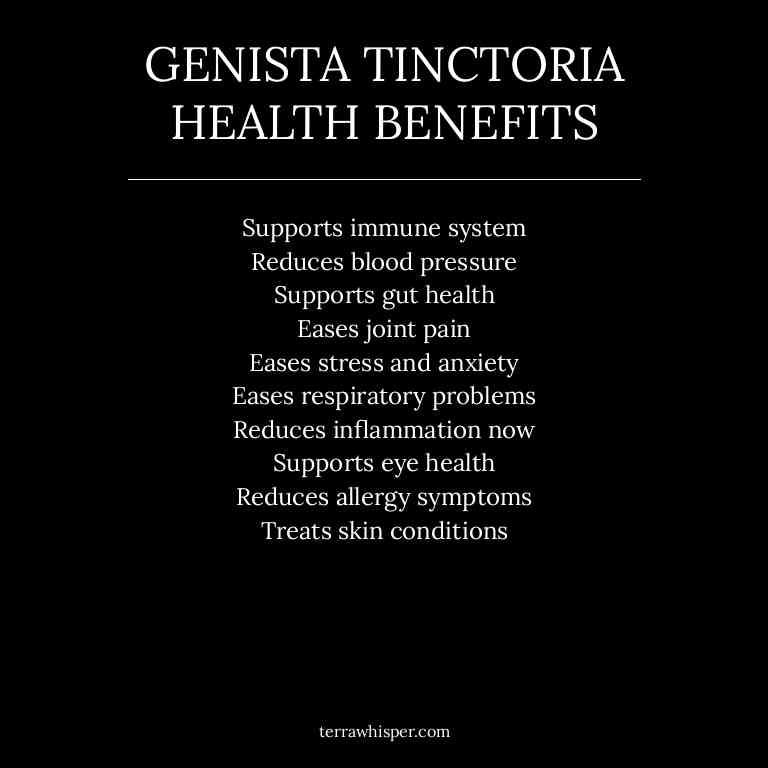 GENISTA TINCTORIA
HEALTH BENEFITS
Supports immune system
Reduces blood pressure
Supports gut health
Eases joint pain
Eases stress and anxiety
Eases respiratory problems
Reduces inflammation now
Supports eye health
Reduces allergy symptoms
Treats skin conditions
terrawhisper.com